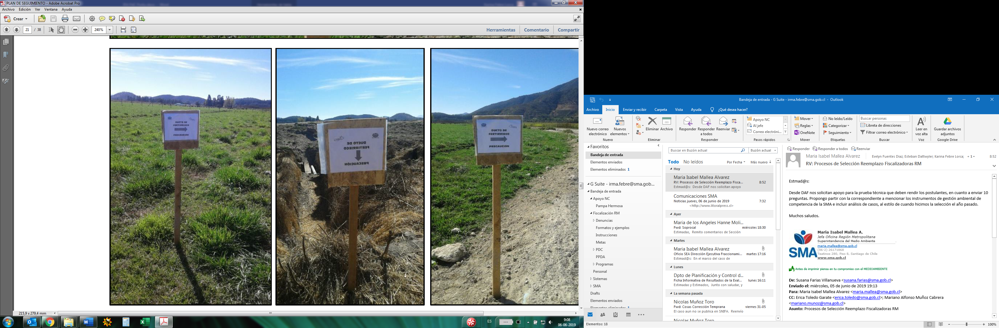 PLAN DE SEGUIMIENTO - Adobe Acrobat Pro
Archivo Edición Ver Ventana Ayuda
Crear
21 / 38 240%
Herramientas Comentario Compartir
DUCTO DE
FERTIRRIEGO
PRECAUCIÓN
DUCTO DE
FERTIRRIEGO
PRECAUCIÓN
DUCTO DE
FERTIRRIEGO
PRECAUCIÓN
215,9 x 279,4 mm
ES
9:08
06-06-2019
Bandeja de entrada - G Suite - irma.febre@sma.gob.cl - Outlook
Archivo Inicio Enviar y recibir Carpeta Vista Ayuda ¿Qué desea hacer?
Nuevo correo electrónico
Nuevos elementos
Nuevo
Eliminar Archivo
Eliminar
Responder
Responder a todos
Reenviar
Responder
Apoyo NC
Al jefe
Correo electróni...
Pasos rápidos
Mover
Reglas
OneNote
Mover
No leído/Leído
Categorizar
Seguimiento
Etiquetas
Buscar personas
Libreta de direcciones
Filtrar correo electrónico
Buscar
Leer en voz alta
Voz
Guardar archivos adjuntos
Google Drive
Favoritos
Bandeja de entrada
Elementos enviados
Elementos eliminados 1
G Suite - irma.febre@sma.gob...
Bandeja de entrada
Apoyo NC
Pampa Hermosa
Fiscalización RM
Denuncias
Formatos y ejemplos
Instrucciones
Metas
PDC
PPDA
Programas
Personal
Sistemas
SMA
Drafts
Elementos enviados
Elementos eliminados 1
Elementos: 18
Buscar en Buzón actual Buzón actual
Todo No leídos Por Fecha Más nuevo
Hoy
Maria Isabel Mallea Alvarez
RV: Procesos de Selección Reemplazo Fisca... 8:52
Estmad@s: Desde DAF nos solicitan apoyo
Comunicaciones SMA
Noticias jueves, 06 de junio de 2019 7:32
<http://www.litoralpress.cl>
Ayer
Maria de los Angeles Hanne Moli...
Fwd: Soprocal miércoles 18:30
Estimadas, Remito comentarios de Sección
Martes
Maria Isabel Mallea Alvarez
Oficio SEA Dirección Ejecutiva Fraccionami... martes 17:16
Estimad@s: En el marco del caso de
Lunes
Dpto de Planificación y Control d...
Ficha Informativa de Resultados de la Eval... lunes 16:11
Estimadas y Estimados, Junto con saludar, y
La semana pasada
Nicolas Muñoz Toro
Fwd: Cosas Corrección Temprana viernes 31-05
El caso aun no se publica en SNIFA. Reenvío
Nicolas Muñoz Toro
Responder Responder a todos Reenviar
Maria Isabel Mallea Alvarez Evelyn Fuentes Diaz; Esteban Dattwyler; Karina Febre Lorca; + 1 8:52
RV: Procesos de Selección Reemplazo Fiscalizadoras RM
Estmad@s:
Desde DAF nos solicitan apoyo para la prueba técnica que deben rendir los postulantes, en cuanto a enviar 10
preguntas. Propongo partir con la correspondiente a mencionar los instrumentos de gestión ambiental de
competencia de la SMA e incluir análisis de casos, al estilo de cuando hicimos la selección el año pasado.
Muchos saludos.
SMA
Maria Isabel Mallea A.
Jefa Oficina Región Metropolitana
Superintendencia del Medio Ambiente
maria.mallea@sma.gob.cl
(56-2) 26171868
Teatinos 280, Piso 8, Santiago de Chile
www.sma.gob.cl
Antes de imprimir piensa en tu compromiso con el MEDIOAMBIENTE
De: Susana Farias Villanueva <susana.farias@sma.gob.cl>
Enviado el: miércoles, 05 de junio de 2019 19:13
Para: Maria Isabel Mallea Alvarez <maria.mallea@sma.gob.cl>
CC: Erica Toledo Garate <erica.toledo@sma.gob.cl>; Mariano Alfonso Muñoz Cabrera
<mariano.munoz@sma.gob.cl>
Asunto: Procesos de Selección Reemplazo Fiscalizadoras RM
100%